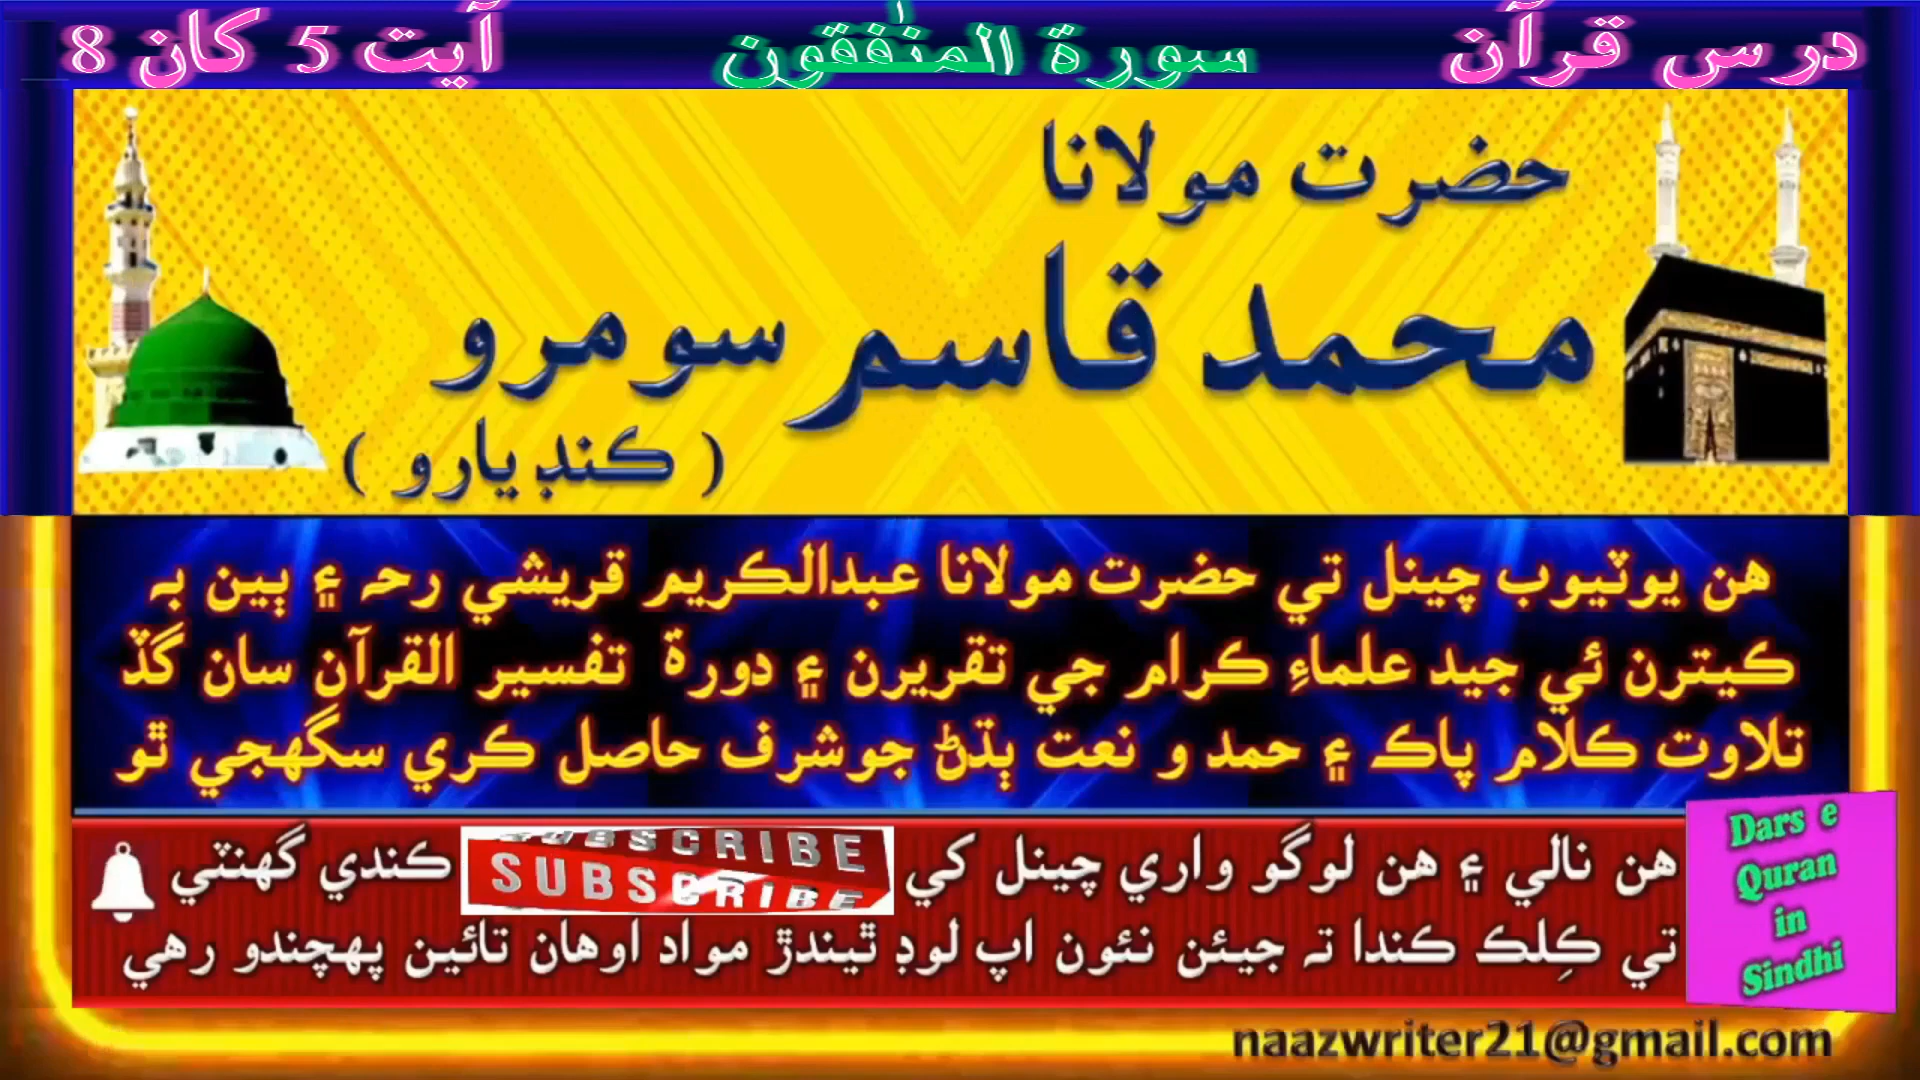 درس قرآن
سورة المنٰفقون
آيت 5 کان 8
حضرت مولانا
محمد قاسم سومرو
( ڪنڊيارو )
هن يوٽيوب چينل تي حضرت مولانا عبدالڪريم قريشي رحہ ۽ ٻين بہ
ڪيترن ئي جيد علماءِ ڪرام جي تقريرن ۽ دورة تفسير القرآن سان گڏ
تلاوت ڪلام پاڪ ۽ حمد و نعت ٻڌڻ جوشرف حاصل ڪري سگهجي ٿو
هن نالي ۽ هن لوگو واري چينل کي SUBSCRIBE SUBSCRIBE ڪندي گهنٽي
تي ڪِلڪ ڪندا تہ جيئن نئون اپ لوڊ ٿيندڙ مواد اوهان تائين پهچندو رهي
Dars e
Quran
in
Sindhi
naazwriter21@gmail.com